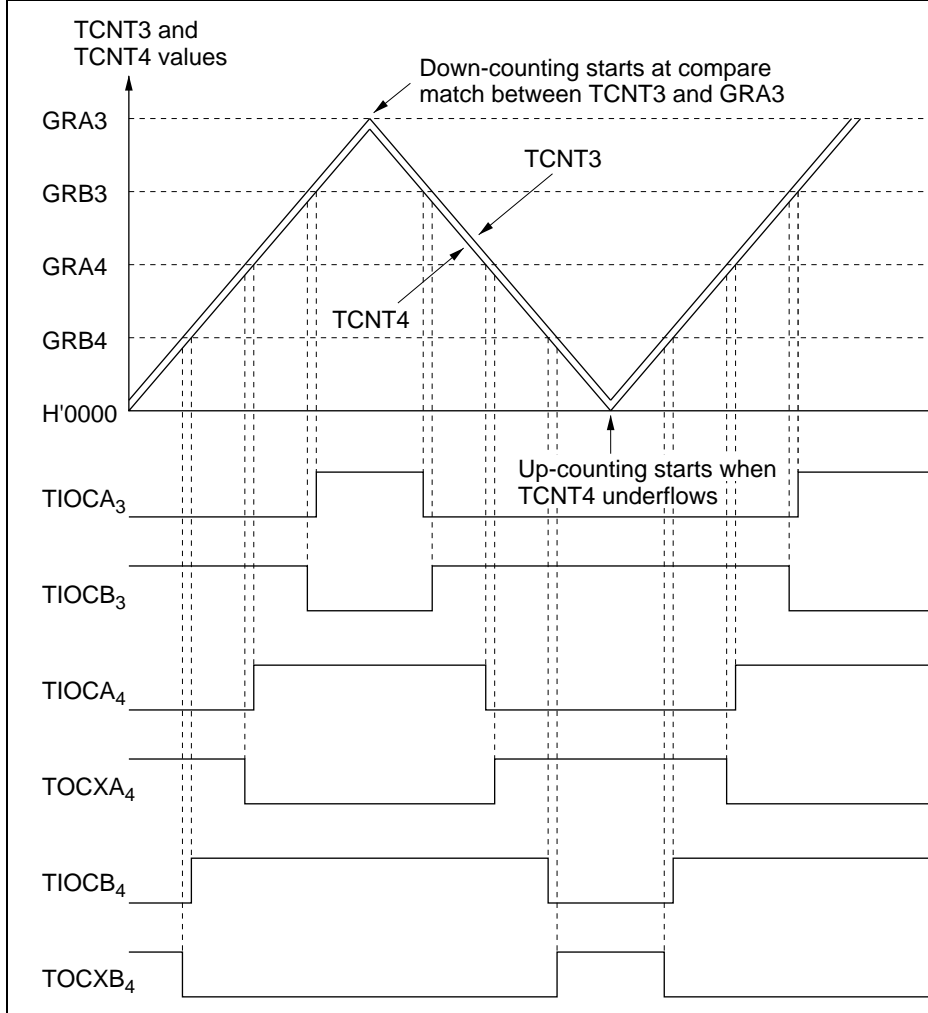 TCNT3 and
TCNT4 values
Down-counting starts at compare
match between TCNT3 and GRA3
GRA3
TCNT3
GRB3
GRA4
TCNT4
GRB4
H'0000
Up-counting starts when
TCNT4 underflows
TIOCA3
TIOCB3
TIOCA4
TOCXA4
TIOCB4
TOCXB4